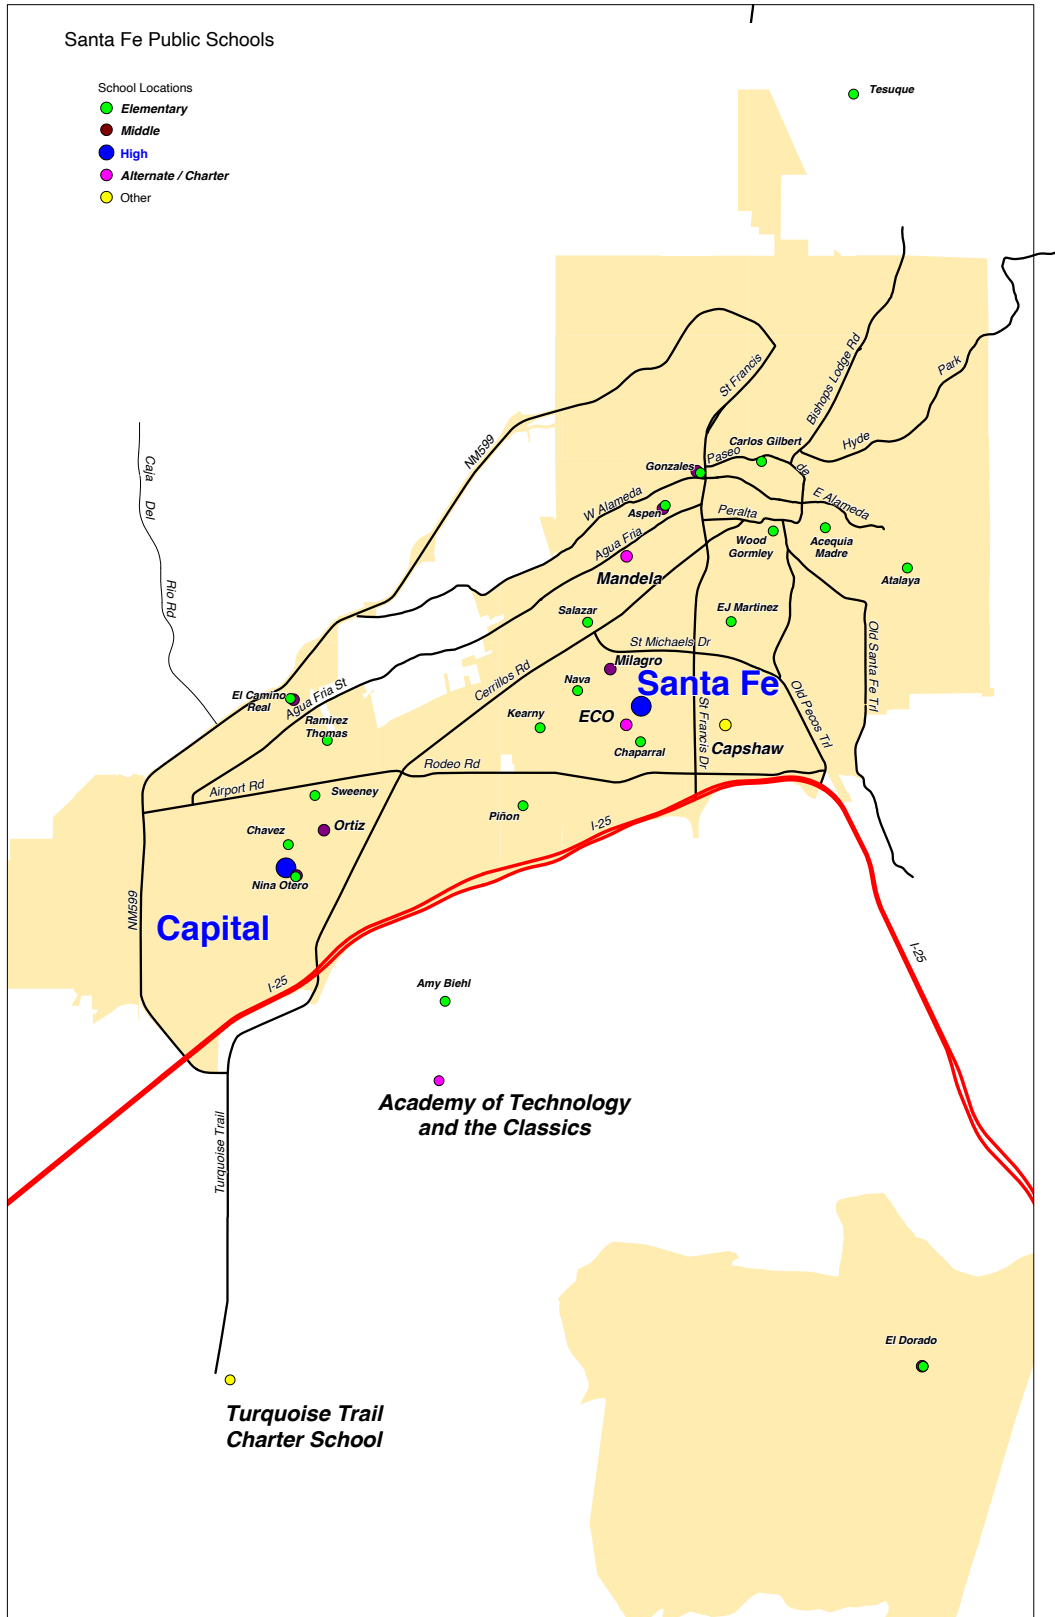 Santa Fe Public Schools
School Locations
Elementary
Middle
High
Alternate / Charter
Other
Tesuque
St Francis
Bishops Lodge Rd
Park
Hyde
NM599
Caja Del
Rio Rd
Carlos Gilbert
Paseo
de
Gonzales
W Alameda
E Alameda
Aspen
Peralta
Agua Fria
Wood
Gormley
Acequia
Madre
Mandela
Atalaya
Salazar
EJ Martinez
St Michaels Dr
Old Santa Fe Trl
Milagro
Cerrillos Rd
Nava
Santa Fe
El Camino
Real
Agua Fria St
Ramirez
Thomas
Kearny
ECO
St Francis Dr
Old Pecos Trl
Chaparral
Capshaw
Rodeo Rd
Airport Rd
Sweeney
Piñon
I-25
Chavez
Ortiz
Nina Otero
NM599
Capital
I-25
I-25
Amy Biehl
Academy of Technology
and the Classics
Turquoise Trail
El Dorado
Turquoise Trail
Charter School